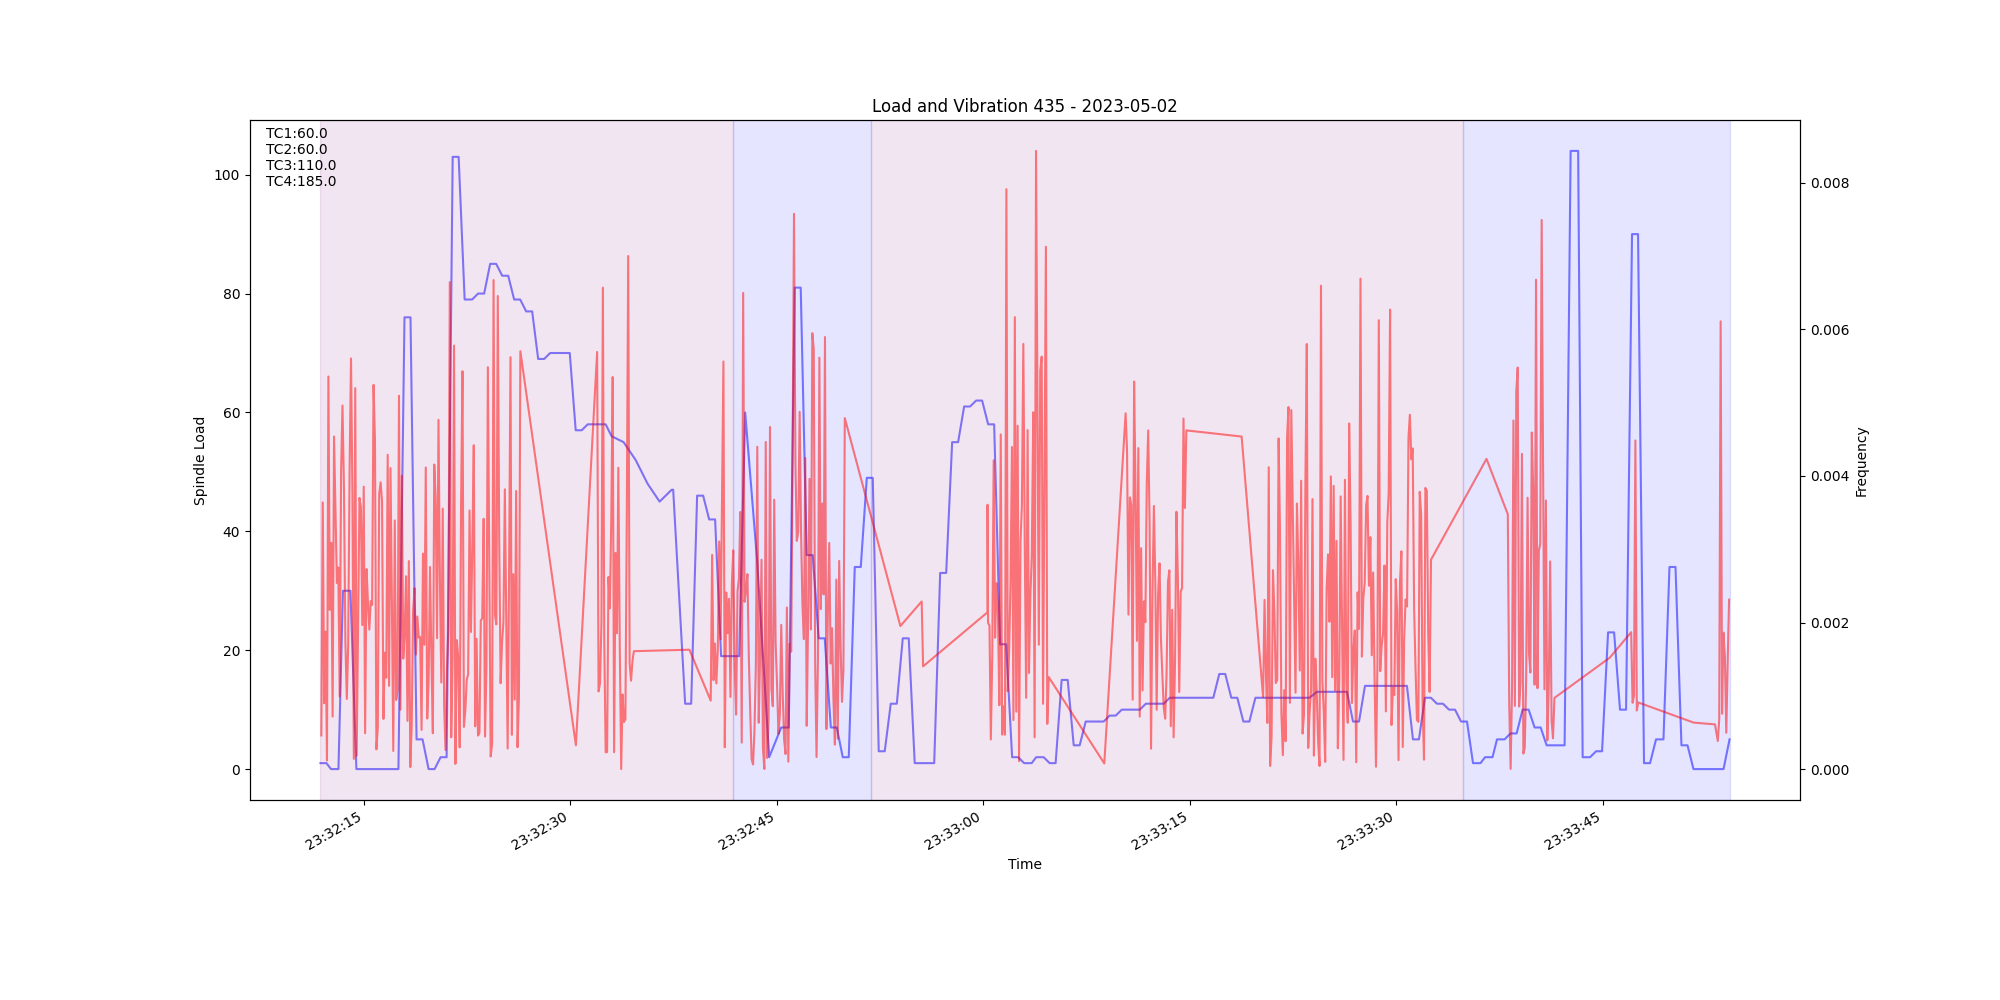 Load and Vibration 435 - 2023-05-02
TC1:60.0
TC2:60.0
TC3:110.0
TC4:185.0
100
80
60
40
20
0
Spindle Load
0.008
0.006
0.004
0.002
0.000
Frequency
23:32:15
23:32:30
23:32:45
23:33:00
23:33:15
23:33:30
23:33:45
Time